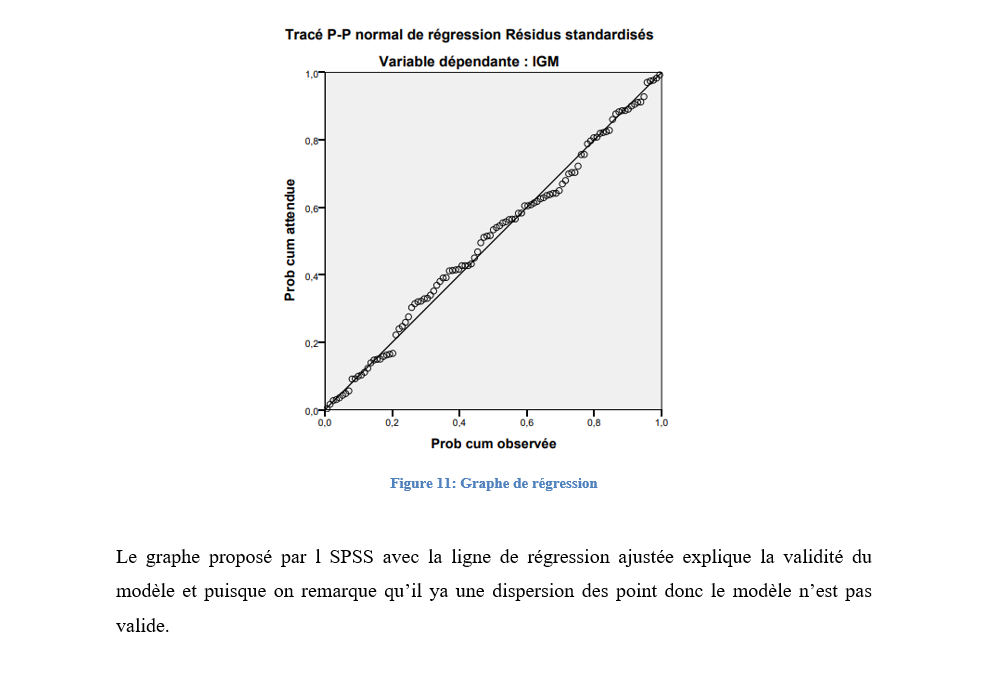 Tracé P-P normal de régression Résidus standardisés
Variable dépendante : IGM
1,0
0,8
0,6
0,4
0,2
0,0
Prob cum attendue
0,0 0,2 0,4 0,6 0,8 1,0
Prob cum observée
Figure 11: Graphe de régression
Le graphe proposé par l SPSS avec la ligne de régression ajustée explique la validité du
modèle et puisque on remarque qu’il ya une dispersion des point donc le modèle n’est pas
valide.